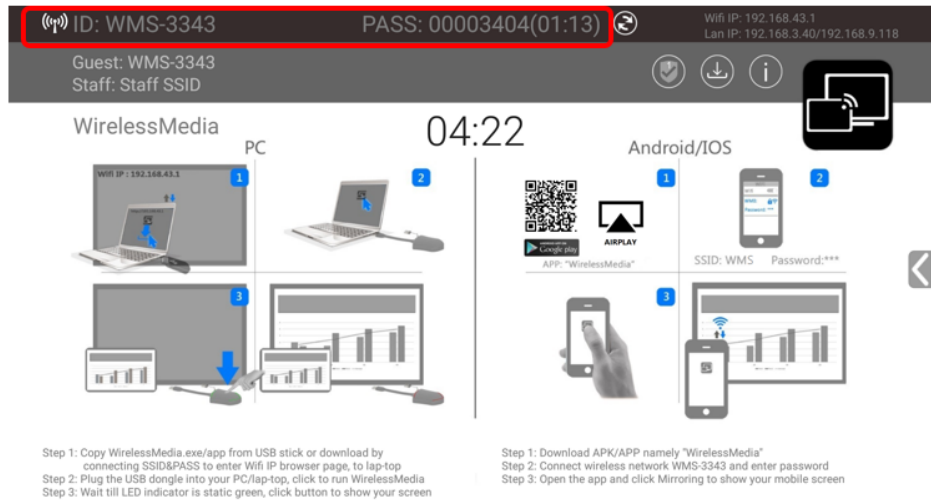 ID: WMS-3343
PASS: 00003404(01:13)
Wifi IP: 192.168.43.1
Lan IP: 192.168.3.40/192.168.9.118
Guest: WMS-3343
Staff: Staff SSID
WirelessMedia
04:22
PC
Android/IOS
Wifi IP : 192.168.43.1
1
2
3
1
Google play
AIRPLAY
APP: "WirelessMedia"
2
SSID: WMS Password:***
3
Step 1: Copy WirelessMedia.exe/app from USB stick or download by
connecting SSID&PASS to enter Wifi IP browser page, to lap-top
Step 2: Plug the USB dongle into your PC/lap-top, click to run WirelessMedia
Step 3: Wait till LED indicator is static green, click button to show your screen
Step 1: Download APK/APP namely "WirelessMedia"
Step 2: Connect wireless network WMS-3343 and enter password
Step 3: Open the app and click Mirroring to show your mobile screen